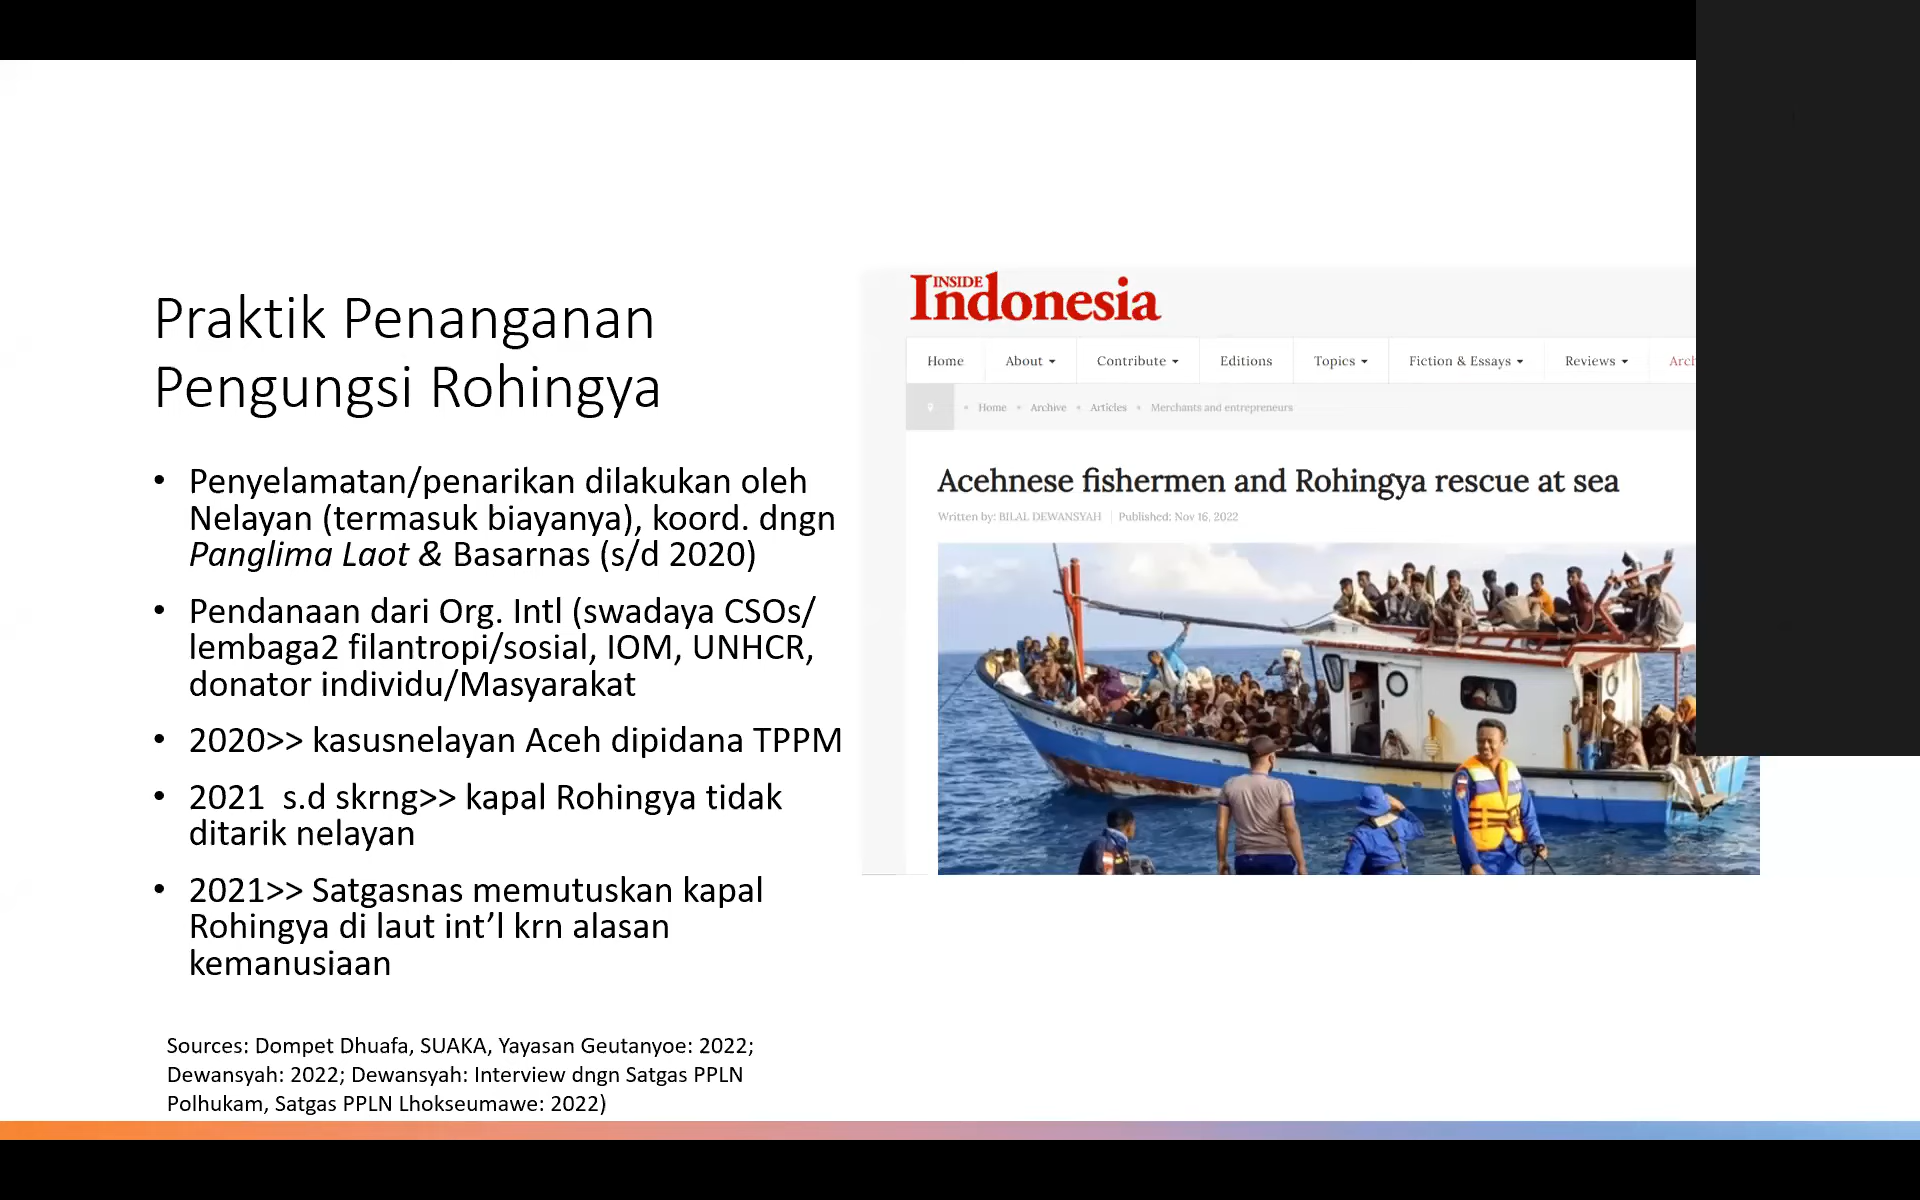 Praktik Penanganan
Pengungsi Rohingya
• Penyelamatan/penarikan dilakukan oleh
Nelayan (termasuk biayanya), koord. dngn
Panglima Laot & Basarnas (s/d 2020)
• Pendanaan dari Org. Intl (swadaya CSOs/
lembaga2 filantropi/sosial, IOM, UNHCR,
donator individu/Masyarakat
• 2020>> kasusnelayan Aceh dipidana TPPM
• 2021  s.d skrng>> kapal Rohingya tidak
ditarik nelayan
• 2021>> Satgasnas memutuskan kapal
Rohingya di laut int’l krn alasan
kemanusiaan
Sources: Dompet Dhuafa, SUAKA, Yayasan Geutanyoe: 2022;
Dewansyah: 2022; Dewansyah: Interview dngn Satgas PPLN
Polhukam, Satgas PPLN Lhokseumawe: 2022)
INSIDE
Indonesia
Home About Contribute Editions Topics Fiction & Essays Reviews Arch
Home Archive Articles Merchants and entrepreneurs
Acehnese fishermen and Rohingya rescue at sea
Written by: BILAL DEWANSYAH Published: Nov 16, 2022